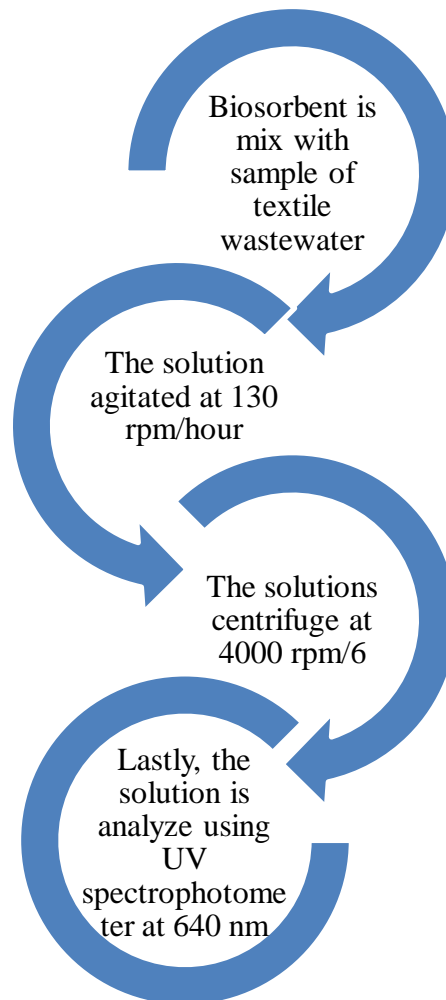 Biosorbent is
mix with
sample of
textile
wastewater
The solution
agitated at 130
rpm/hour
The solutions
centrifuge at
4000 rpm/6
Lastly, the
solution is
analyze using
UV
spectrophotome
ter at 640 nm